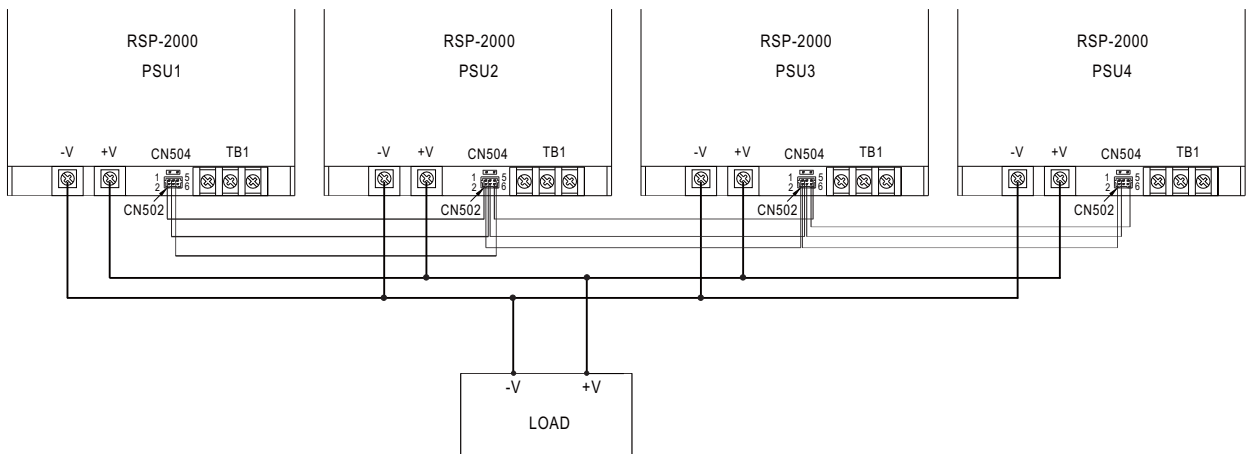 RSP-2000
PSU1
-V +V CN504 TB1
1 5
2 6
CN502
RSP-2000
PSU2
-V +V CN504 TB1
1 5
2 6
CN502
RSP-2000
PSU3
-V +V CN504 TB1
1 5
2 6
CN502
RSP-2000
PSU4
-V +V CN504 TB1
1 5
2 6
CN502
-V +V
LOAD